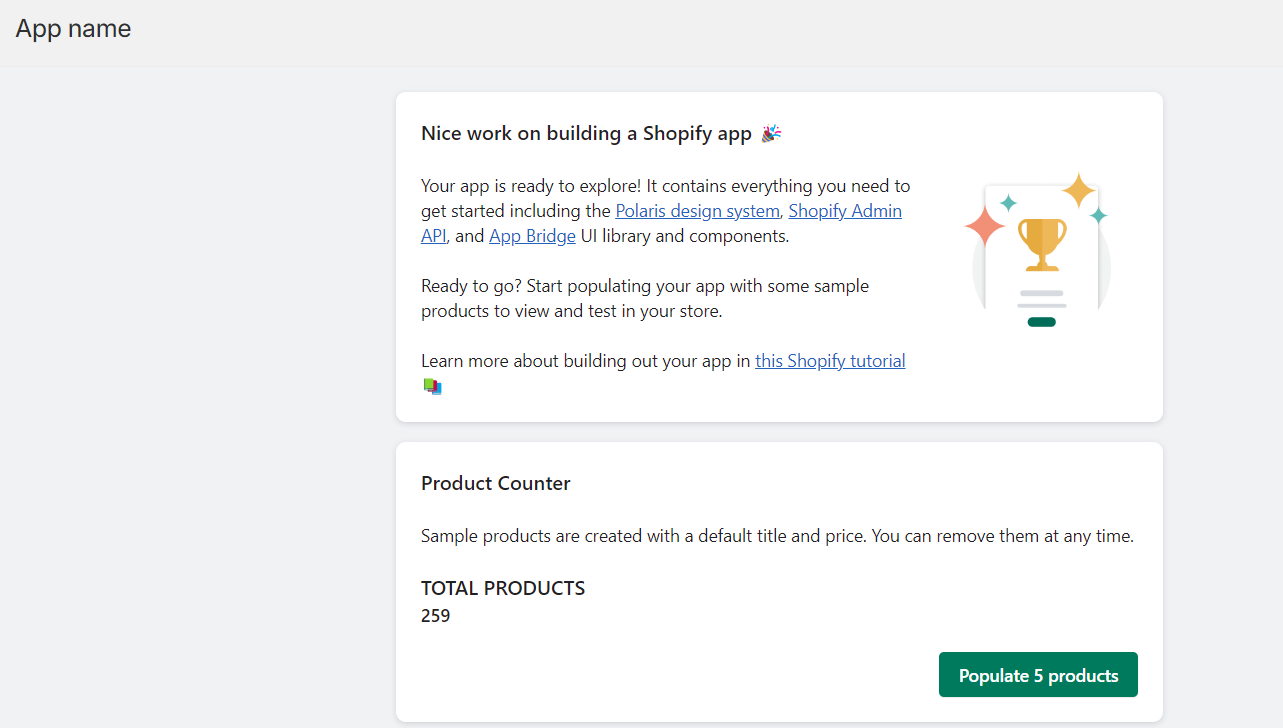 App name
Nice work on building a Shopify app 🎉
Your app is ready to explore! It contains everything you need to
get started including the Polaris design system, Shopify Admin
API, and App Bridge UI library and components.
Ready to go? Start populating your app with some sample
products to view and test in your store.
Learn more about building out your app in this Shopify tutorial
📚
Product Counter
Sample products are created with a default title and price. You can remove them at any time.
TOTAL PRODUCTS
259
Populate 5 products